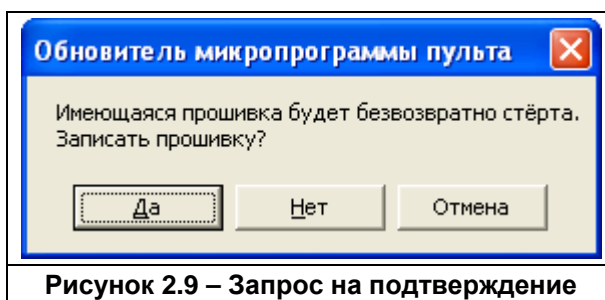 Обновитель микропрограммы пульта
Имеющаяся прошивка будет безвозвратно стёрта.
Записать прошивку?
Да Нет Отмена
Рисунок 2.9 – Запрос на подтверждение